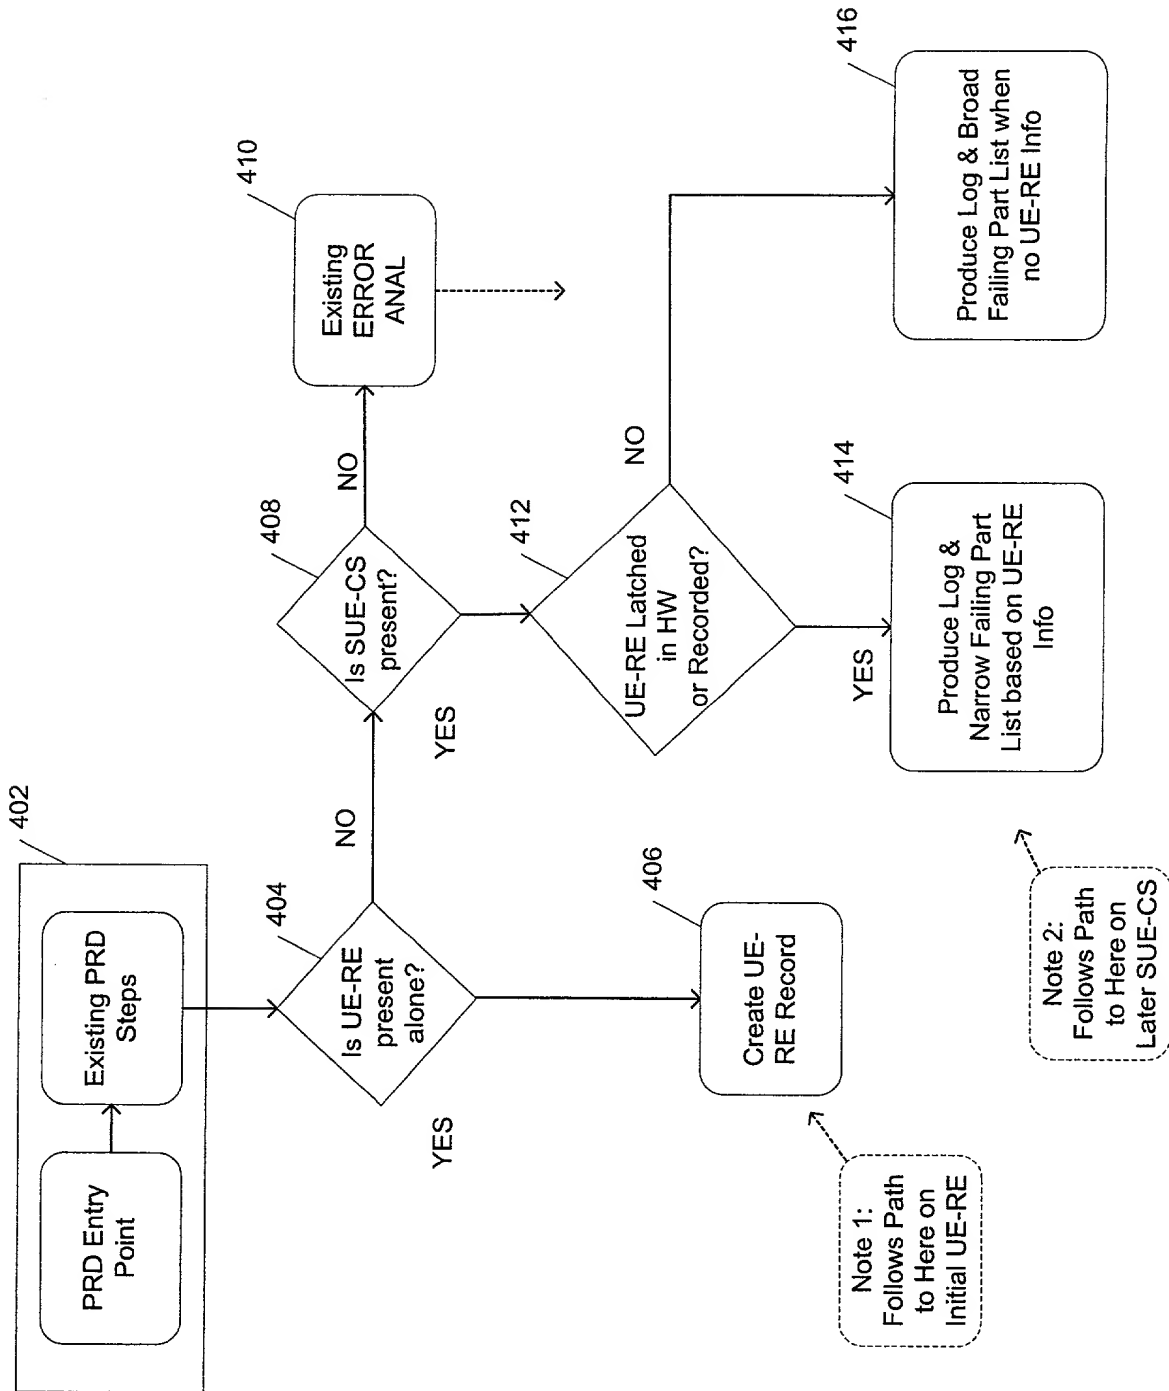 402
PRD Entry
Point
Existing PRD
Steps
404
Is UE-RE
present
alone?
YES
NO
406
Create UE-
RE Record
Note 1:
Follows Path
to Here on
Initial UE-RE
408
Is SUE-CS
present?
NO
YES
410
Existing
ERROR
ANAL
412
UE-RE Latched
in HW
or Recorded?
NO
YES
414
Produce Log &
Narrow Failing Part
List based on UE-RE
Info
Note 2:
Follows Path
to Here on
Later SUE-CS
416
Produce Log & Broad
Failing Part List when
no UE-RE Info